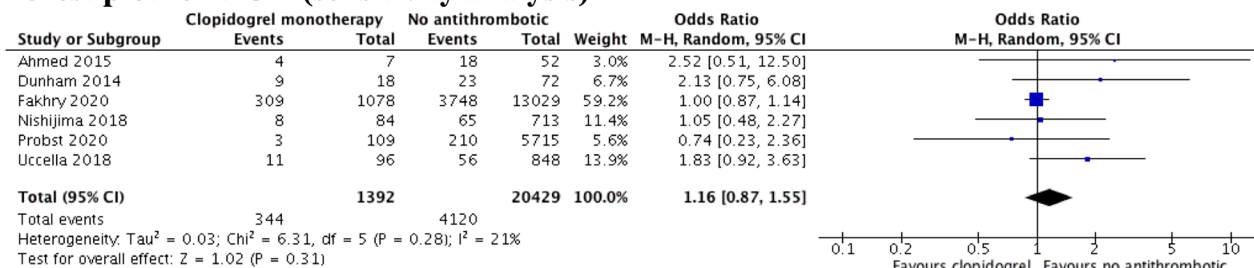 Clopidogrel monotherapy No antithrombotic Odds Ratio Odds Ratio
Study or Subgroup Events Total Events Total Weight M-H, Random, 95% CI M-H, Random, 95% CI
Ahmed 2015 4 7 18 52 3.0% 2.52 [0.51, 12.50]
Dunham 2014 9 18 23 72 6.7% 2.13 [0.75, 6.08]
Fakhry 2020 309 1078 3748 13029 59.2% 1.00 [0.87, 1.14]
Nishijima 2018 8 84 65 713 11.4% 1.05 [0.48, 2.27]
Probst 2020 3 109 210 5715 5.6% 0.74 [0.23, 2.36]
Uccella 2018 11 96 56 848 13.9% 1.83 [0.92, 3.63]
Total (95% CI) 1392 20429 100.0% 1.16 [0.87, 1.55]
Total events 344 4120
Heterogeneity: Tau² = 0.03; Chi² = 6.31, df = 5 (P = 0.28); I² = 21%
Test for overall effect: Z = 1.02 (P = 0.31)
0.1 0.2 0.5 1 2 5 10
Favours clopidogrel Favours no antithrombotic